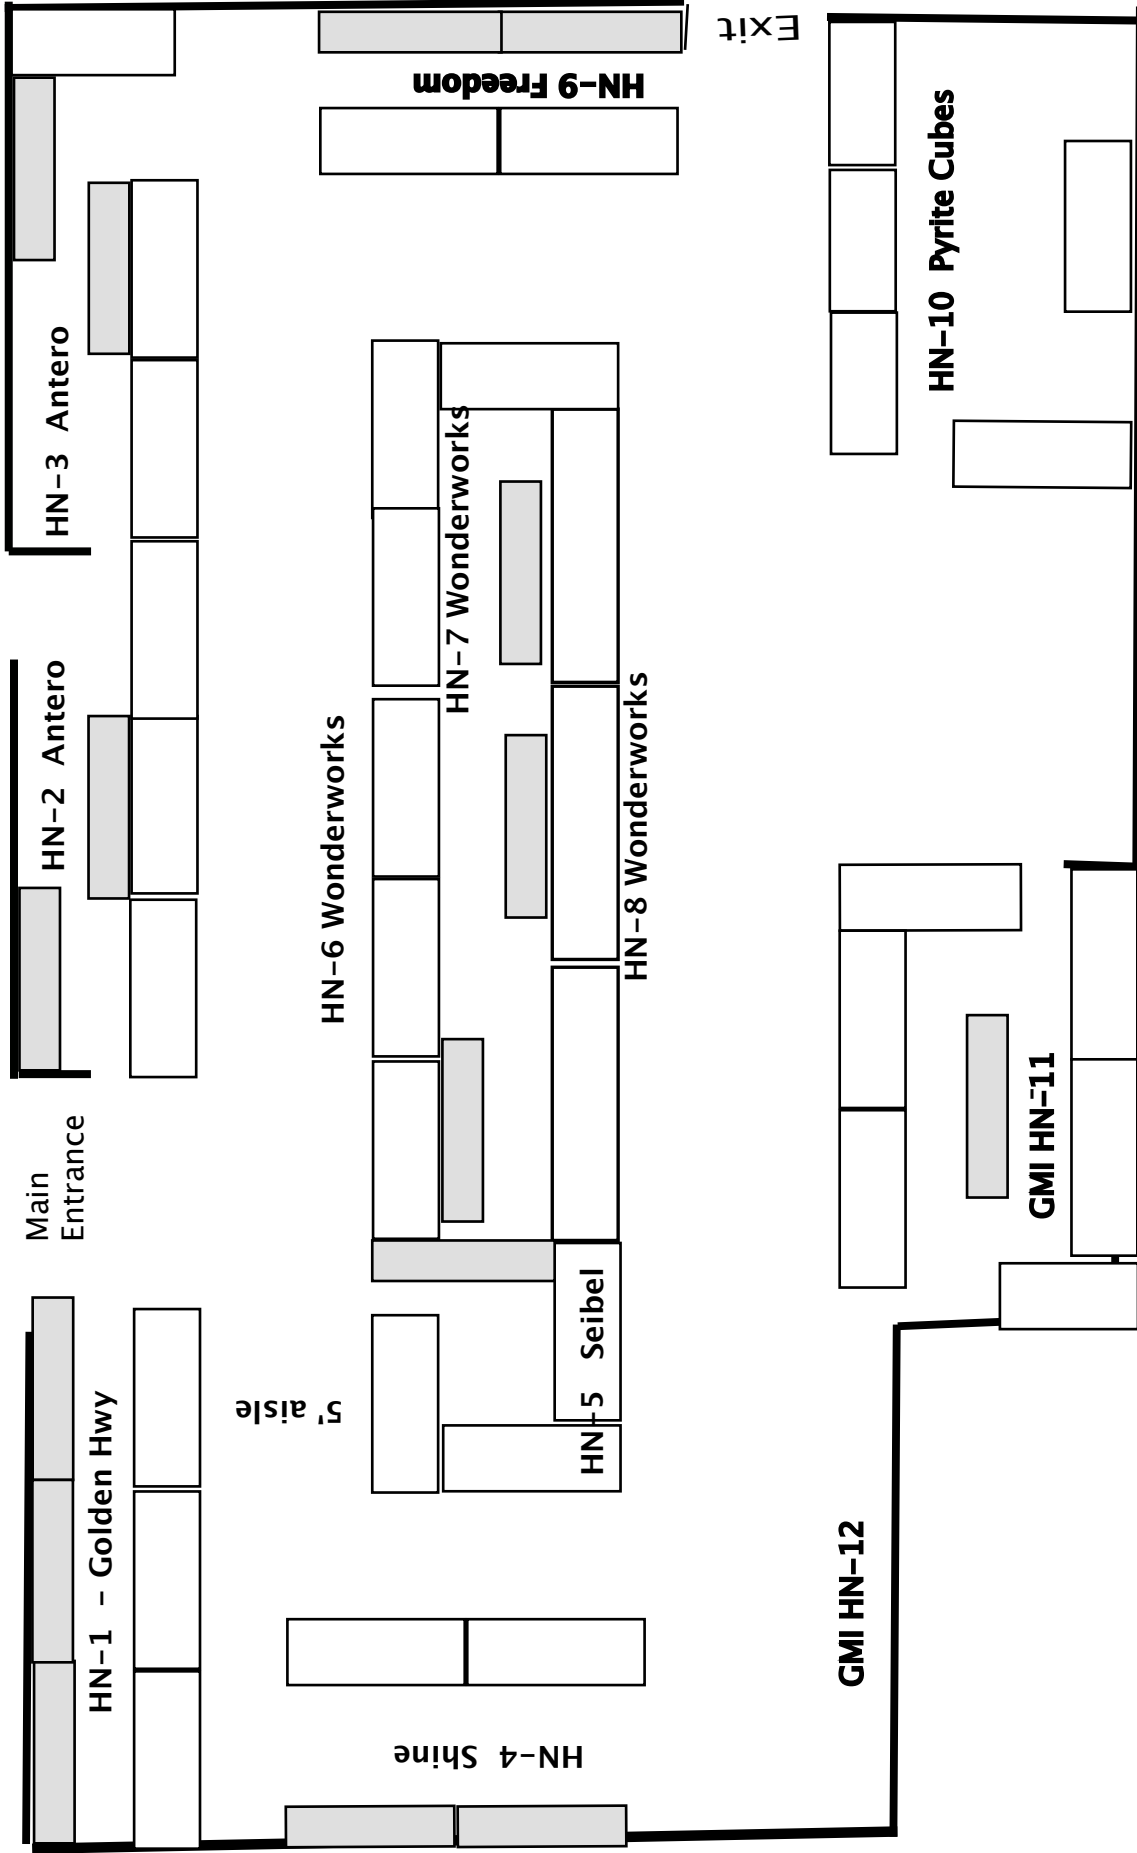 Exit
HN-9 Freedom
HN-10 Pyrite Cubes
HN-3 Antero
HN-7 Wonderworks
HN-2 Antero
HN-6 Wonderworks
HN-8 Wonderworks
Main
Entrance
GMI HN-11
HN-5 Seibel
5' aisle
HN-1 - Golden Hwy
GMI HN-12
HN-4 Shine